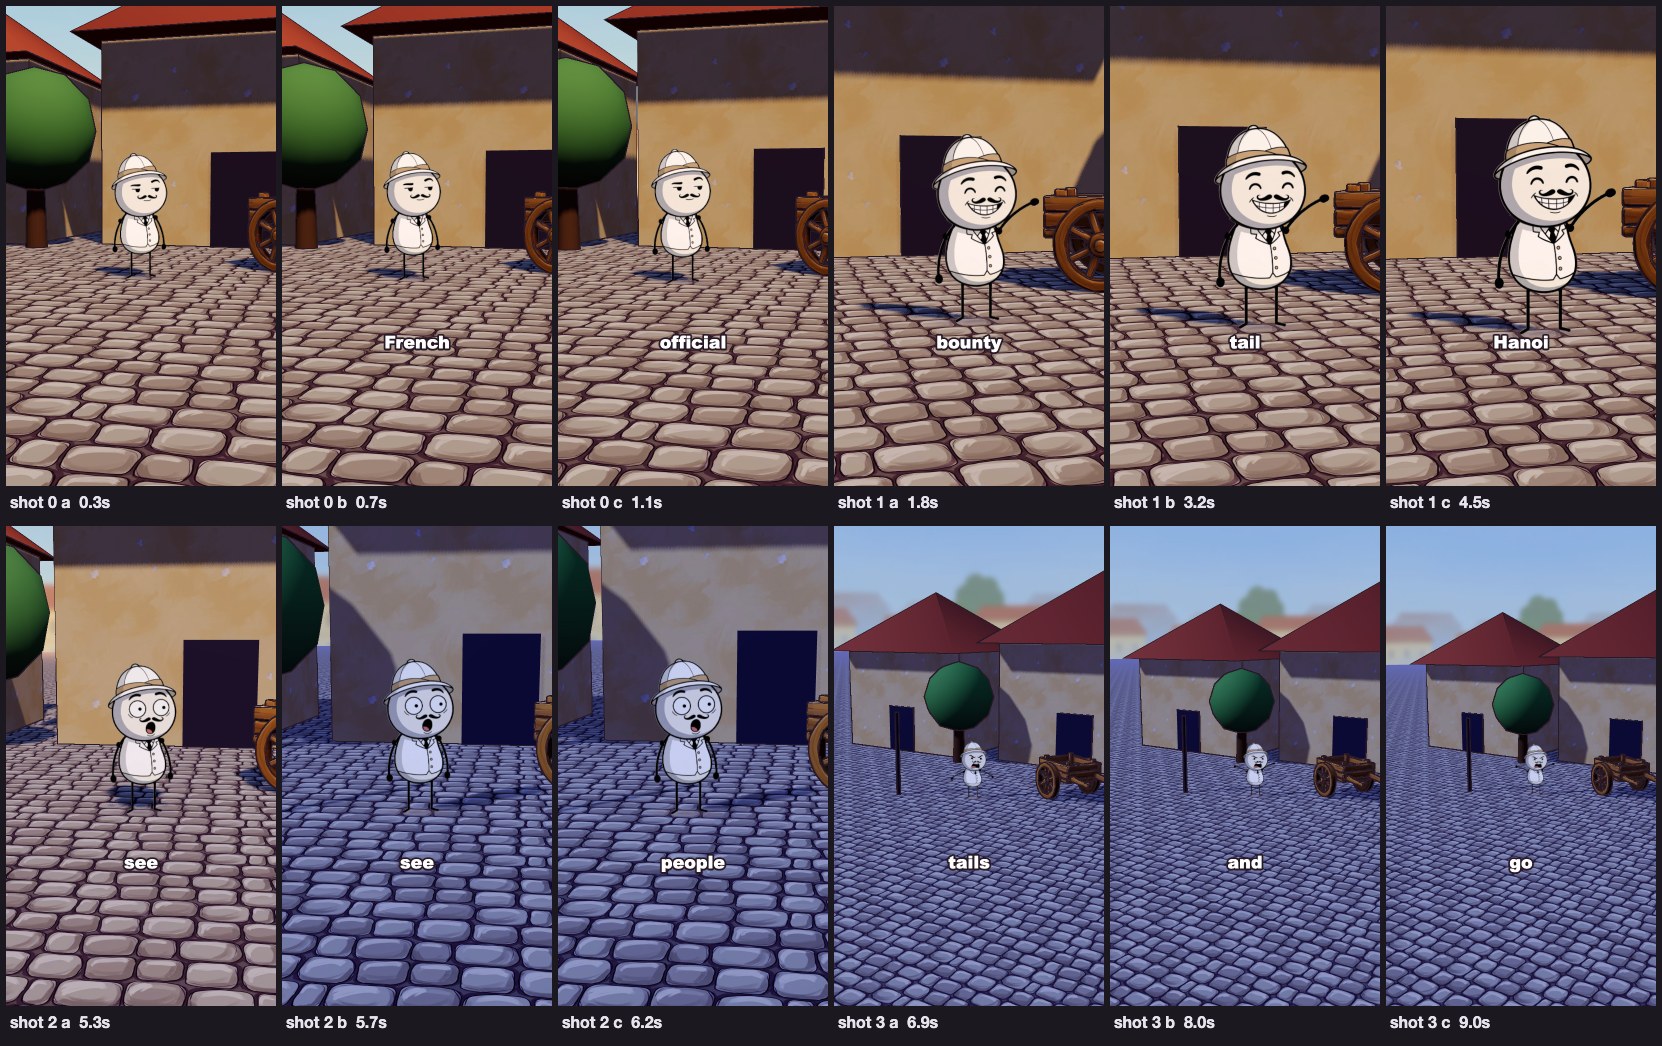 French
official
bounty
tail
Hanoi
shot 0 a 0.3s
shot 0 b 0.7s
shot 0 c 1.1s
shot 1 a 1.8s
shot 1 b 3.2s
shot 1 c 4.5s
see
see
people
tails
and
go
shot 2 a 5.3s
shot 2 b 5.7s
shot 2 c 6.2s
shot 3 a 6.9s
shot 3 b 8.0s
shot 3 c 9.0s